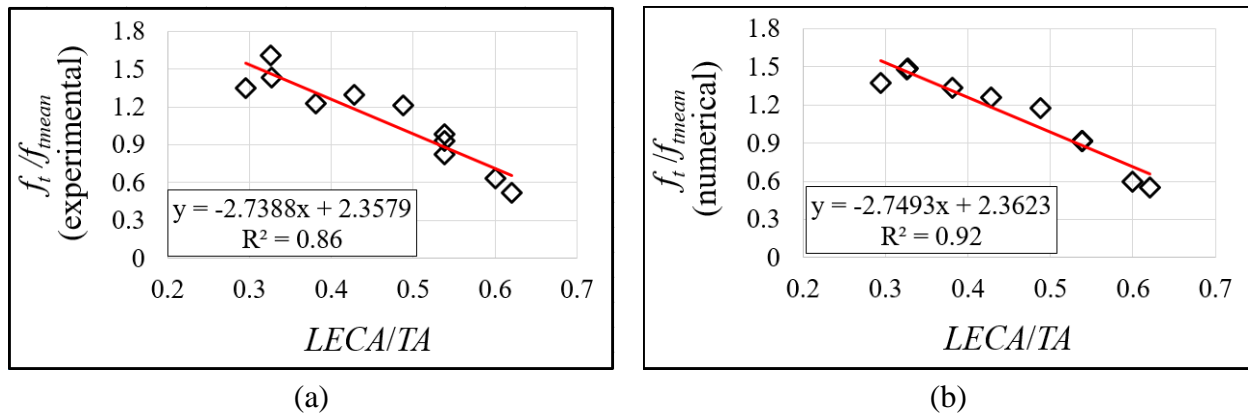 f_t /f_tmean
(experimental)
1.8
1.5
1.2
0.9
0.6
0.3
0
y = -2.7388x + 2.3579
R² = 0.86
0.2 0.3 0.4 0.5 0.6 0.7
LECA/TA
(a)
f_t /f_tmean
(numerical)
1.8
1.5
1.2
0.9
0.6
0.3
0
y = -2.7493x + 2.3623
R² = 0.92
0.2 0.3 0.4 0.5 0.6 0.7
LECA/TA
(b)